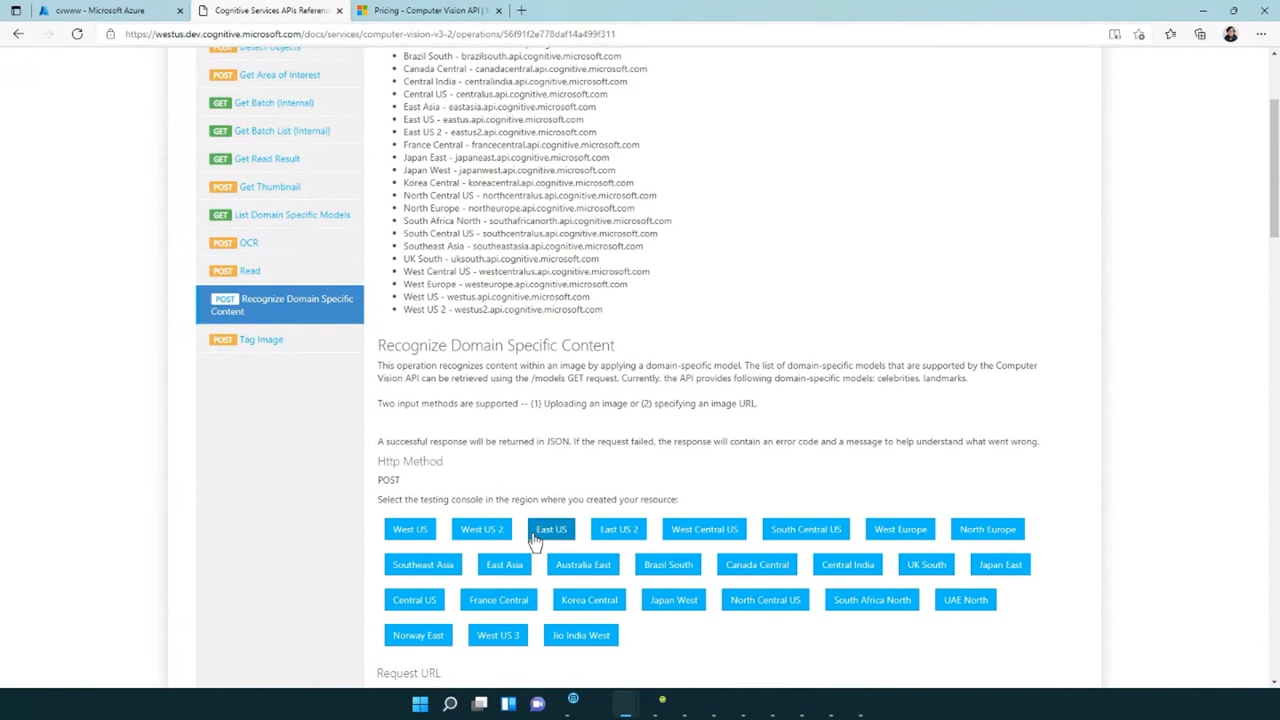 cvwww - Microsoft Azure
Cognitive Services APIs Referenc
Pricing - Computer Vision API | M
https://westus.dev.cognitive.microsoft.com/docs/services/computer-vision-v3-2/operations/56f91f2e778daf14a499f311
POST Detect Objects
POST Get Area of Interest
GET Get Batch (Internal)
GET Get Batch List (Internal)
GET Get Read Result
POST Get Thumbnail
GET List Domain Specific Models
POST OCR
POST Read
POST Recognize Domain Specific
Content
POST Tag Image
Brazil South - brazilsouth.api.cognitive.microsoft.com
Canada Central - canadacentral.api.cognitive.microsoft.com
Central India - centralindia.api.cognitive.microsoft.com
Central US - centralus.api.cognitive.microsoft.com
East Asia - eastasia.api.cognitive.microsoft.com
East US - eastus.api.cognitive.microsoft.com
East US 2 - eastus2.api.cognitive.microsoft.com
France Central - francecentral.api.cognitive.microsoft.com
Japan East - japaneast.api.cognitive.microsoft.com
Japan West - japanwest.api.cognitive.microsoft.com
Korea Central - koreacentral.api.cognitive.microsoft.com
North Central US - northcentralus.api.cognitive.microsoft.com
North Europe - northeurope.api.cognitive.microsoft.com
South Africa North - southafricanorth.api.cognitive.microsoft.com
South Central US - southcentralus.api.cognitive.microsoft.com
Southeast Asia - southeastasia.api.cognitive.microsoft.com
UK South - uksouth.api.cognitive.microsoft.com
West Central US - westcentralus.api.cognitive.microsoft.com
West Europe - westeurope.api.cognitive.microsoft.com
West US - westus.api.cognitive.microsoft.com
West US 2 - westus2.api.cognitive.microsoft.com
Recognize Domain Specific Content
This operation recognizes content within an image by applying a domain-specific model. The list of domain-specific models that are supported by the Computer
Vision API can be retrieved using the /models GET request. Currently, the API provides following domain-specific models: celebrities, landmarks.
Two input methods are supported -- (1) Uploading an image or (2) specifying an image URL.
A successful response will be returned in JSON. If the request failed, the response will contain an error code and a message to help understand what went wrong.
Http Method
POST
Select the testing console in the region where you created your resource:
West US West US 2 East US East US 2 West Central US South Central US West Europe North Europe
Southeast Asia East Asia Australia East Brazil South Canada Central Central India UK South Japan East
Central US France Central Korea Central Japan West North Central US South Africa North UAE North
Norway East West US 3 Jio India West
Request URL